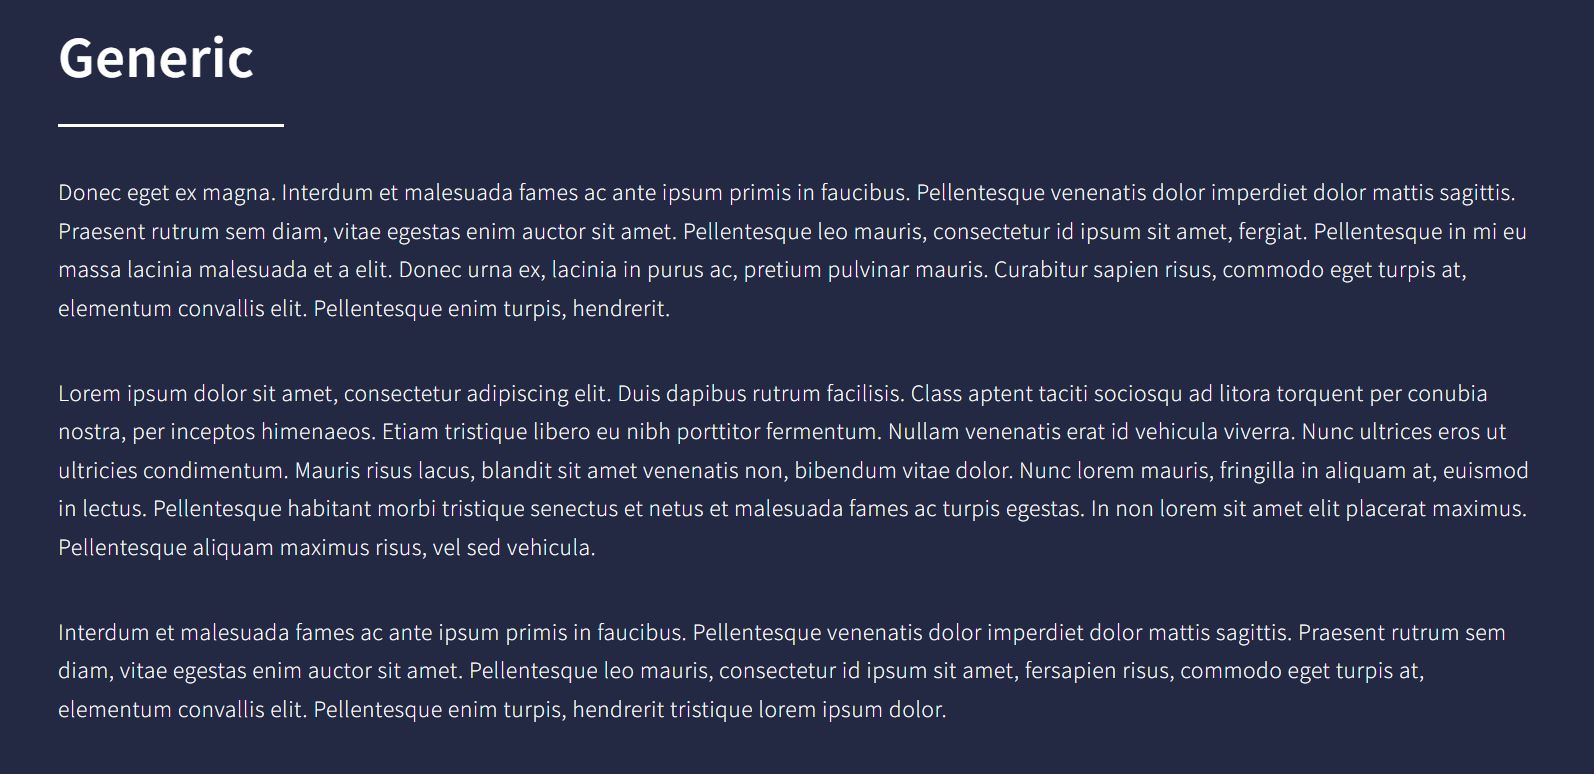 Generic
Donec eget ex magna. Interdum et malesuada fames ac ante ipsum primis in faucibus. Pellentesque venenatis dolor imperdiet dolor mattis sagittis.
Praesent rutrum sem diam, vitae egestas enim auctor sit amet. Pellentesque leo mauris, consectetur id ipsum sit amet, fergiat. Pellentesque in mi eu
massa lacinia malesuada et a elit. Donec urna ex, lacinia in purus ac, pretium pulvinar mauris. Curabitur sapien risus, commodo eget turpis at,
elementum convallis elit. Pellentesque enim turpis, hendrerit.
Lorem ipsum dolor sit amet, consectetur adipiscing elit. Duis dapibus rutrum facilisis. Class aptent taciti sociosqu ad litora torquent per conubia
nostra, per inceptos himenaeos. Etiam tristique libero eu nibh porttitor fermentum. Nullam venenatis erat id vehicula viverra. Nunc ultrices eros ut
ultricies condimentum. Mauris risus lacus, blandit sit amet venenatis non, bibendum vitae dolor. Nunc lorem mauris, fringilla in aliquam at, euismod
in lectus. Pellentesque habitant morbi tristique senectus et netus et malesuada fames ac turpis egestas. In non lorem sit amet elit placerat maximus.
Pellentesque aliquam maximus risus, vel sed vehicula.
Interdum et malesuada fames ac ante ipsum primis in faucibus. Pellentesque venenatis dolor imperdiet dolor mattis sagittis. Praesent rutrum sem
diam, vitae egestas enim auctor sit amet. Pellentesque leo mauris, consectetur id ipsum sit amet, fersapien risus, commodo eget turpis at,
elementum convallis elit. Pellentesque enim turpis, hendrerit tristique lorem ipsum dolor.